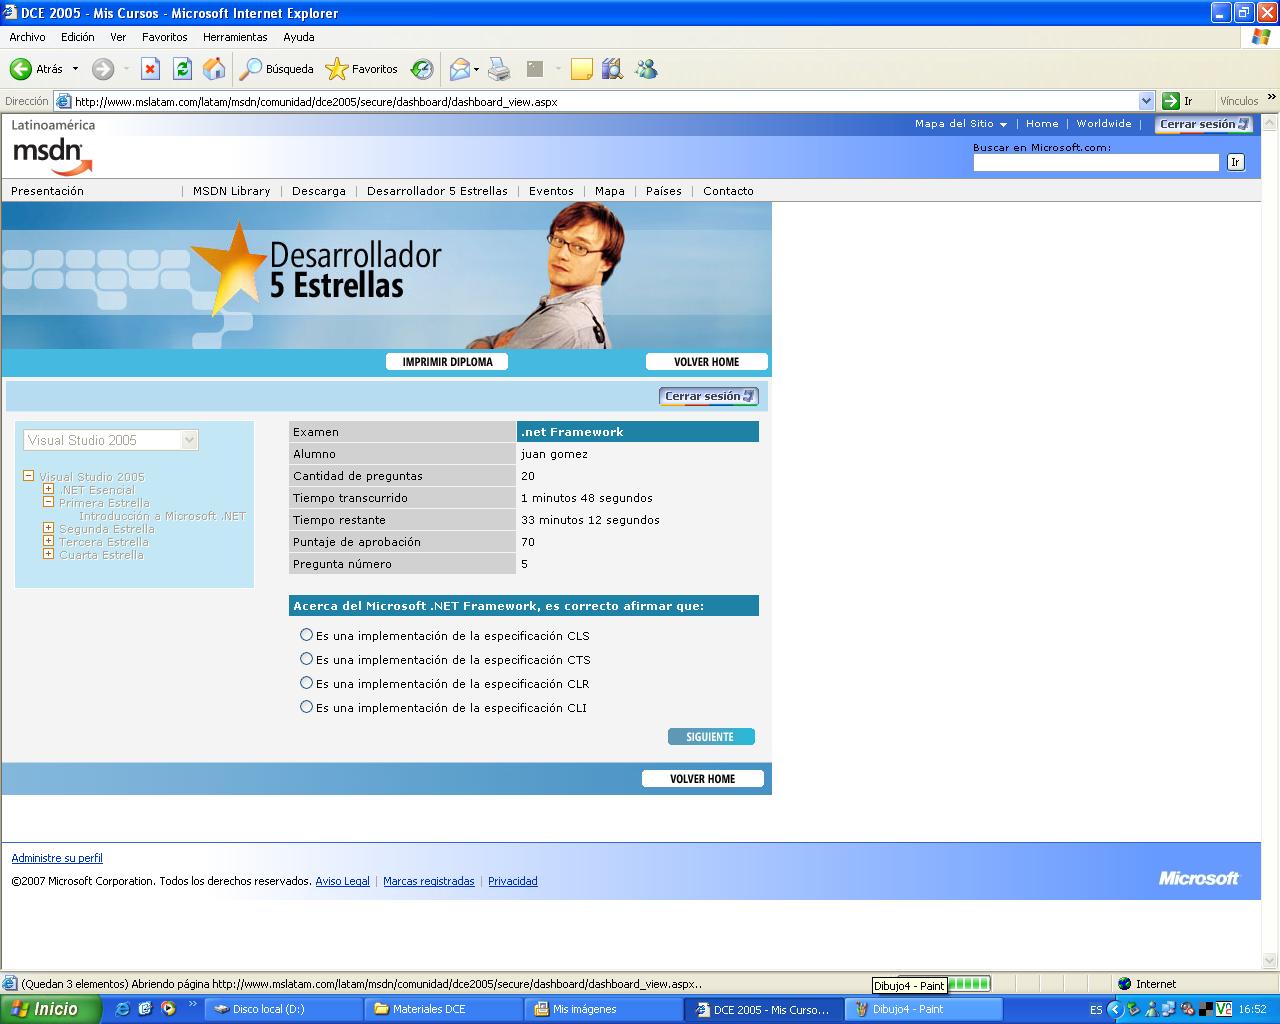 DCE 2005 - Mis Cursos - Microsoft Internet Explorer
Archivo Edición Ver Favoritos Herramientas Ayuda
Atrás Búsqueda Favoritos
Dirección http://www.mslatam.com/latam/msdn/comunidad/dce2005/secure/dashboard/dashboard_view.aspx Ir Vínculos »
Latinoamérica
msdn
Mapa del Sitio | Home | Worldwide | Cerrar sesión
Buscar en Microsoft.com:
Ir
Presentación | MSDN Library | Descarga | Desarrollador 5 Estrellas | Eventos | Mapa | Países | Contacto
Desarrollador
5 Estrellas
IMPRIMIR DIPLOMA VOLVER HOME
Cerrar sesión
Visual Studio 2005
Visual Studio 2005
.NET Esencial
Primera Estrella
Introducción a Microsoft .NET
Segunda Estrella
Tercera Estrella
Cuarta Estrella
Examen .net Framework
Alumno juan gomez
Cantidad de preguntas 20
Tiempo transcurrido 1 minutos 48 segundos
Tiempo restante 33 minutos 12 segundos
Puntaje de aprobación 70
Pregunta número 5
Acerca del Microsoft .NET Framework, es correcto afirmar que:
Es una implementación de la especificación CLS
Es una implementación de la especificación CTS
Es una implementación de la especificación CLR
Es una implementación de la especificación CLI
SIGUIENTE
VOLVER HOME
Administre su perfil
©2007 Microsoft Corporation. Todos los derechos reservados. Aviso Legal | Marcas registradas | Privacidad
Microsoft
(Quedan 3 elementos) Abriendo página http://www.mslatam.com/latam/msdn/comunidad/dce2005/secure/dashboard/dashboard_view.aspx..
Dibujo4 - Paint
Internet
Inicio » Disco local (D:) Materiales DCE Mis imágenes DCE 2005 - Mis Curso... Dibujo4 - Paint ES 16:52